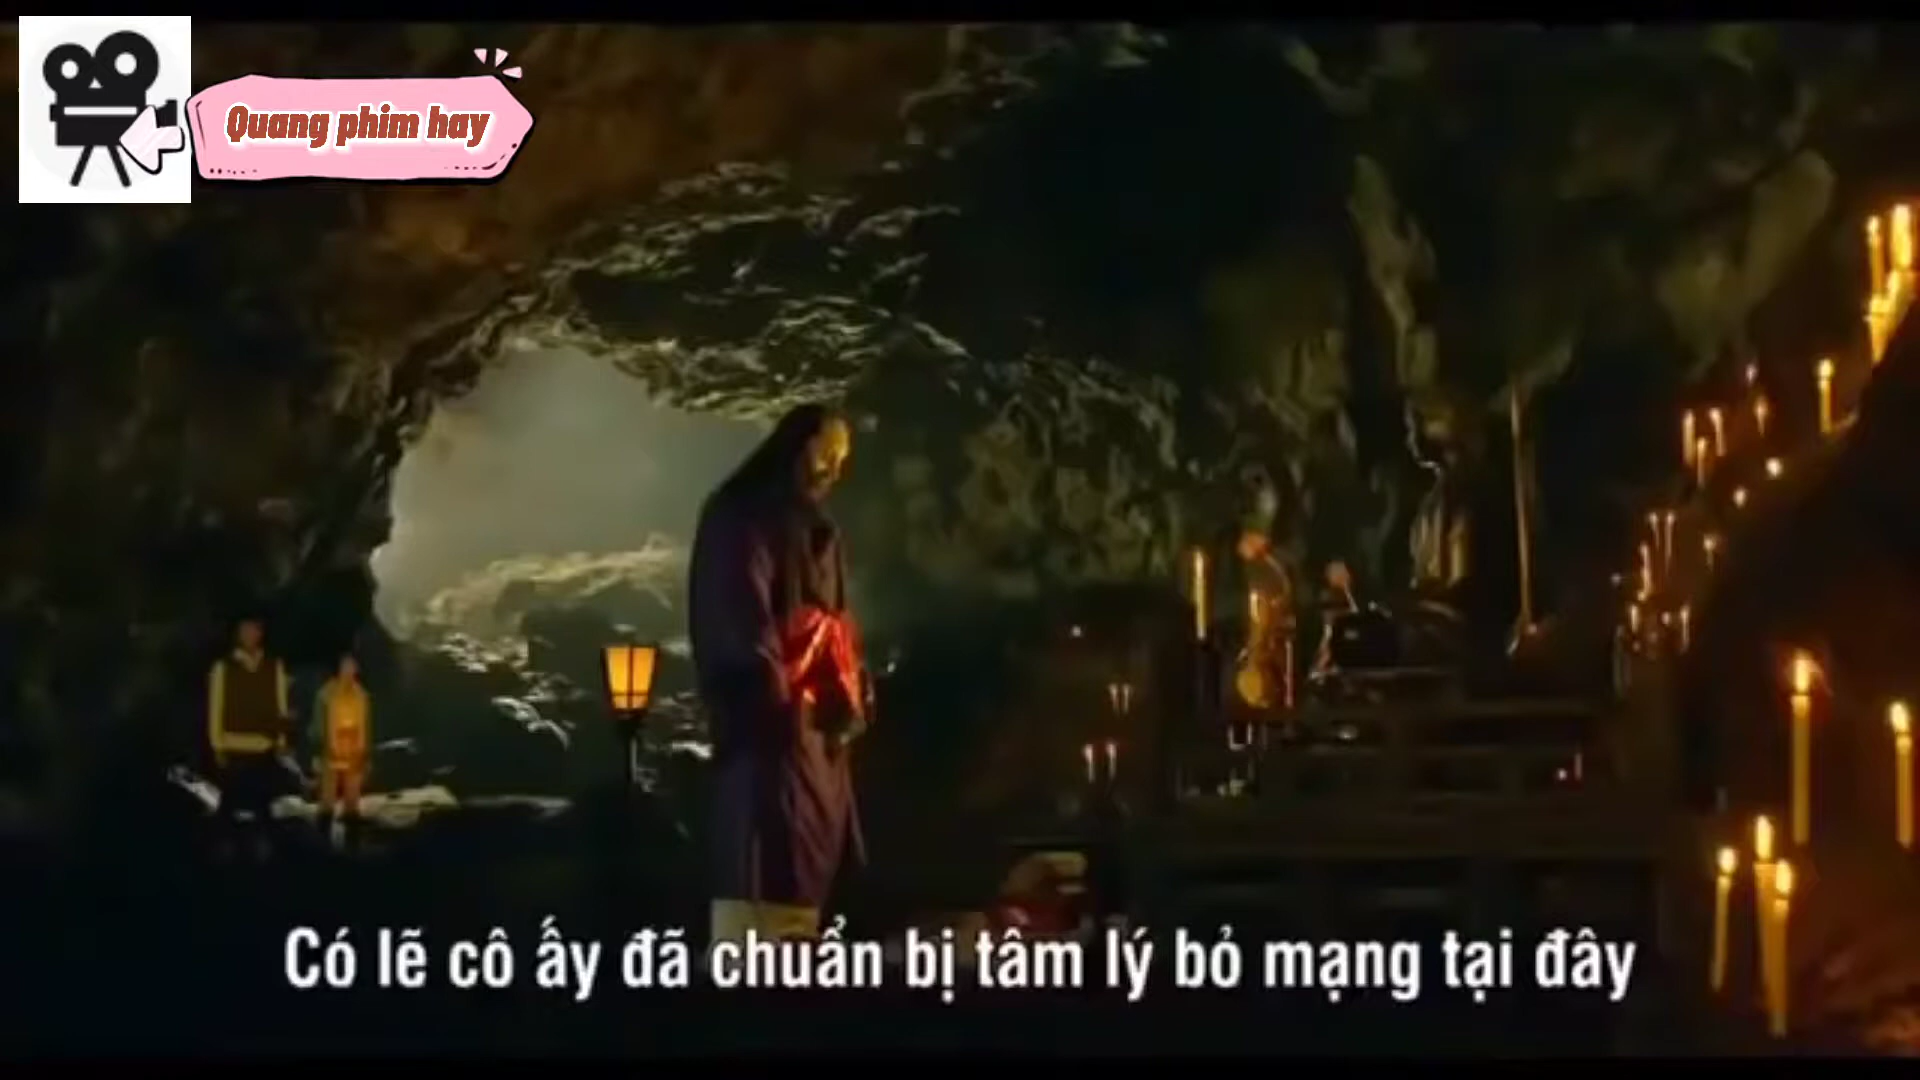 Quang phim hay
Có lẽ cô ấy đã chuẩn bị tâm lý bỏ mạng tại đây